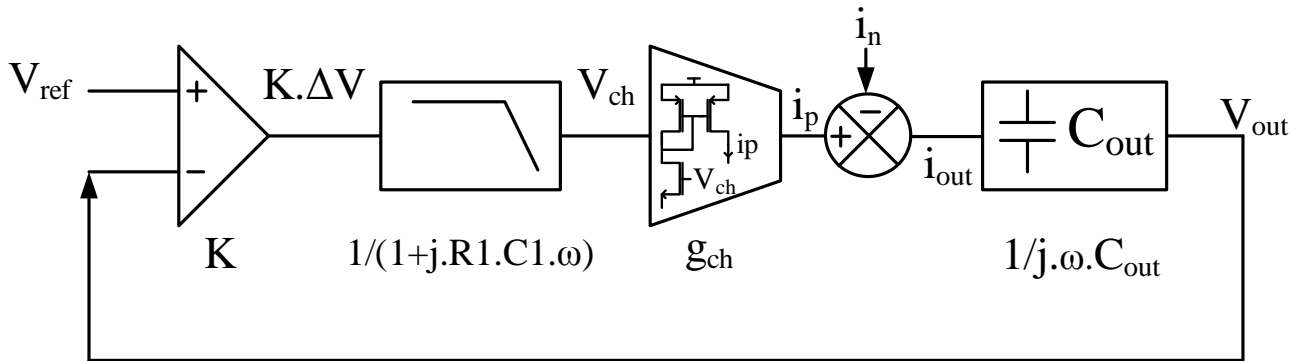 i_n
V_ref
K.ΔV
V_ch
i_p
V_out
+
-
ip
V_ch
+
-
i_out
C_out
K
1/(1+j.R1.C1.ω)
g_ch
1/j.ω.C_out